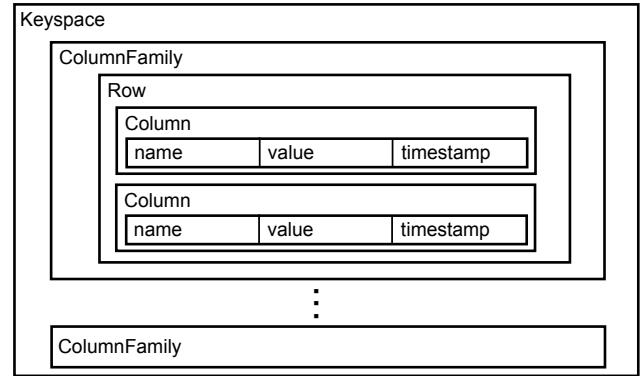 Keyspace
ColumnFamily
Row
Column
name value timestamp
Column
name value timestamp
ColumnFamily